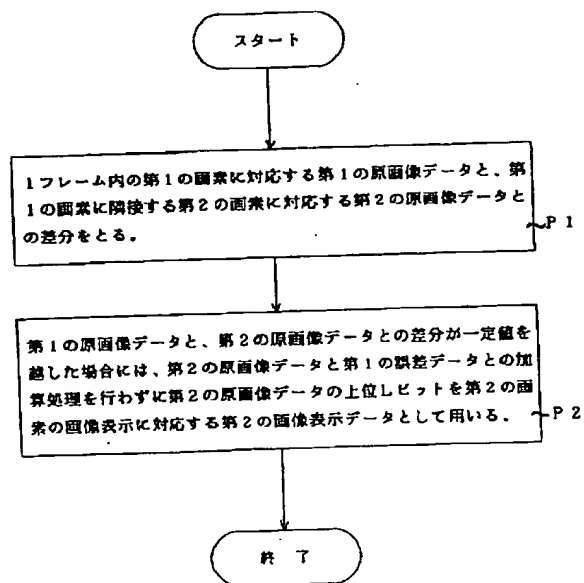 スタート
1フレーム内の第1の画素に対応する第1の原画像データと、第
1の画素に隣接する第2の画素に対応する第2の原画像データと
の差分をとる。
P1
第1の原画像データと、第2の原画像データとの差分が一定値を
越した場合には、第2の原画像データと第1の誤差データとの加
算処理を行わずに第2の原画像データの上位Lビットを第2の画
素の画像表示に対応する第2の画像表示データとして用いる。
P2
終了